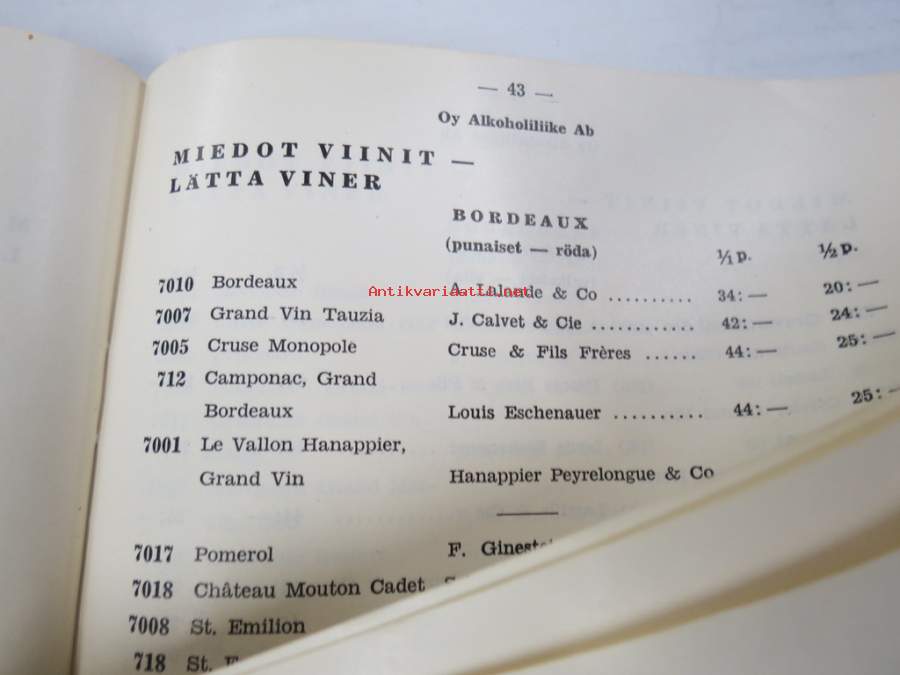 — 43 —
Oy Alkoholiliike Ab
MIEDOT VIINIT —
LÄTTA VINER
BORDEAUX
(punaiset — röda) 1/1 p. 1/2 p.
7010 Bordeaux A. Lalande & Co .......... 34:— 20:—
Antikvariaatti.net
7007 Grand Vin Tauzia J. Calvet & Cie ............ 42:— 24:—
7005 Cruse Monopole Cruse & Fils Frères ...... 44:— 25:—
712 Camponac, Grand
Bordeaux Louis Eschenauer .......... 44:— 25:—
7001 Le Vallon Hanappier,
Grand Vin Hanappier Peyrelongue & Co
7017 Pomerol F.
7018 Château Mouton Cadet
7008 St. Emilion
718 St.